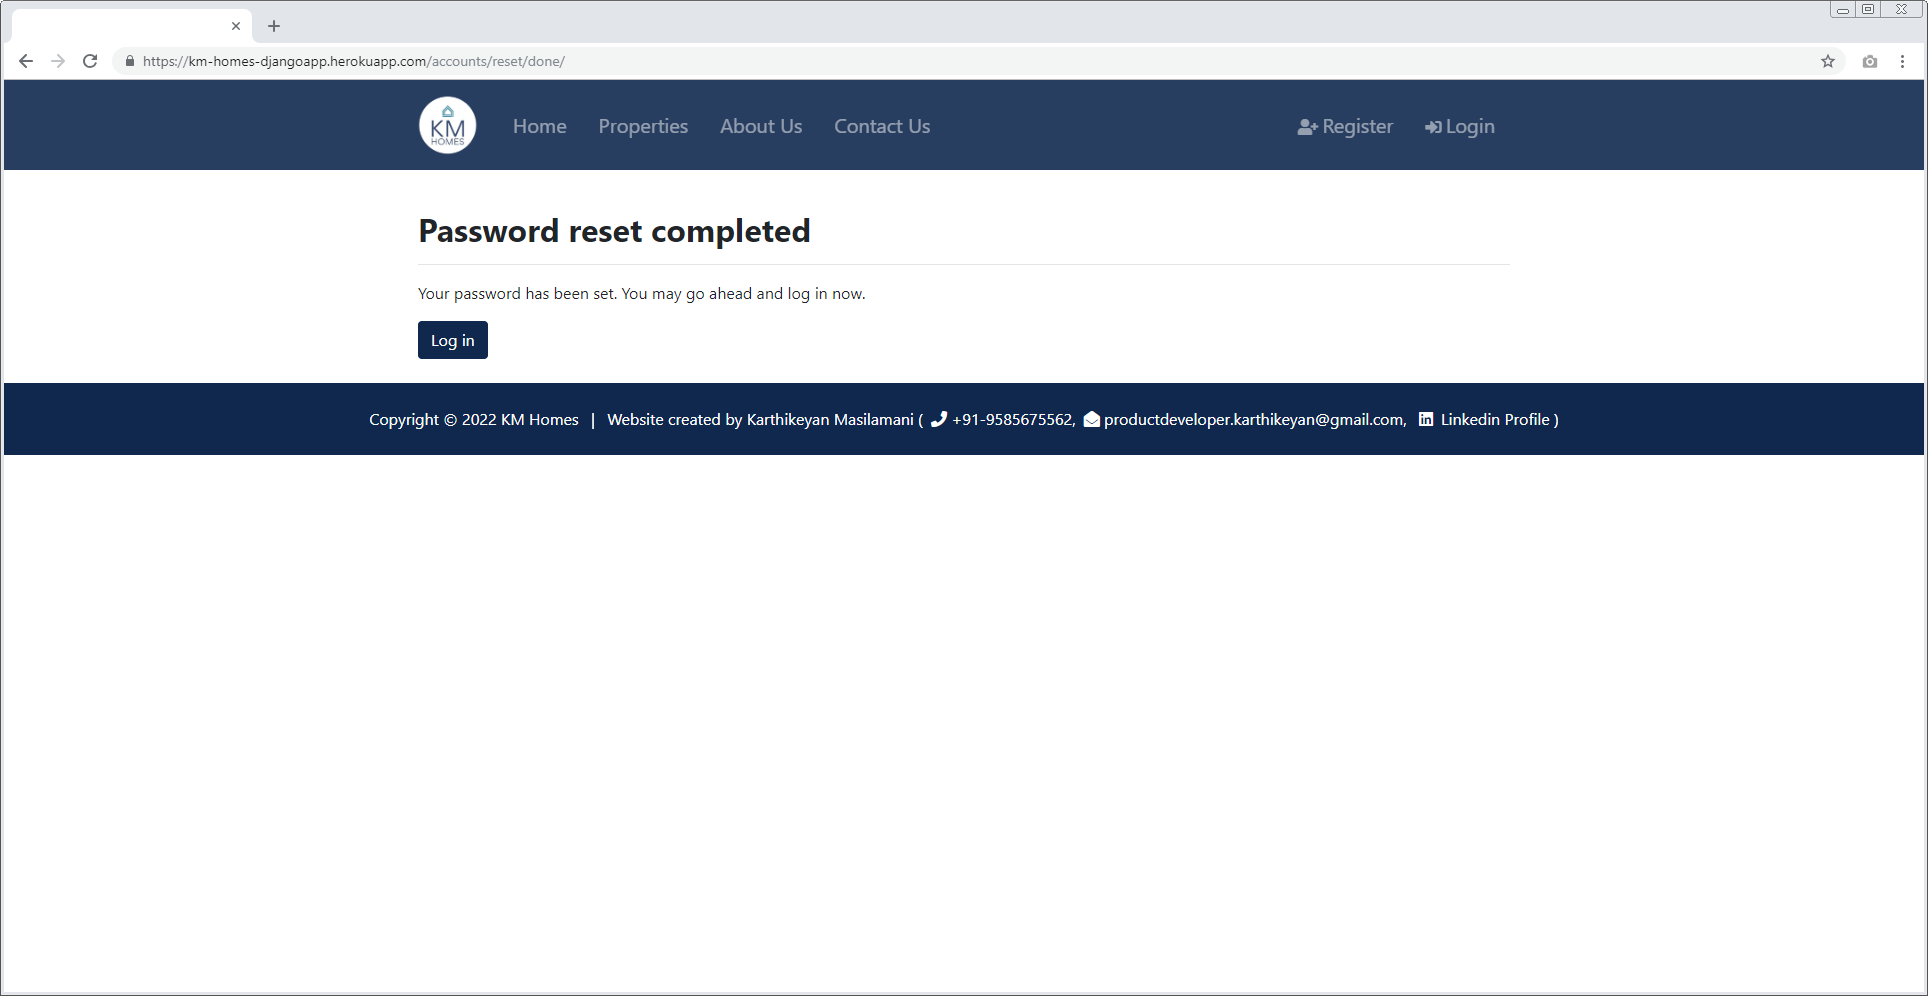 https://km-homes-djangoapp.herokuapp.com/accounts/reset/done/
KM
HOMES
Home Properties About Us Contact Us Register Login
Password reset completed
Your password has been set. You may go ahead and log in now.
Log in
Copyright © 2022 KM Homes | Website created by Karthikeyan Masilamani ( +91-9585675562, productdeveloper.karthikeyan@gmail.com, Linkedin Profile )